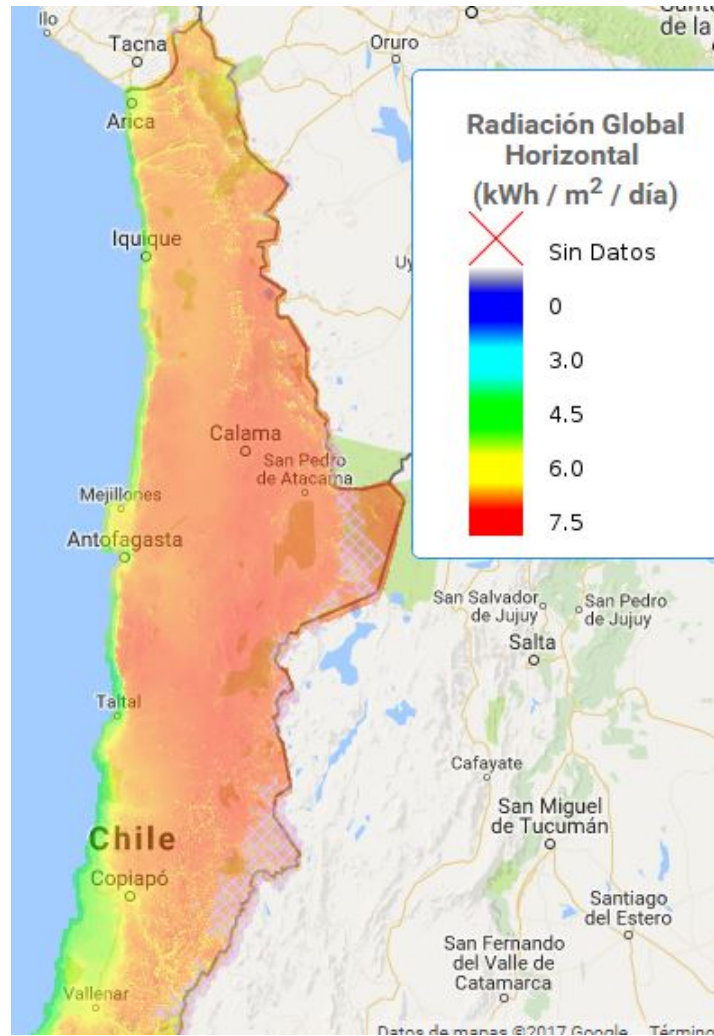 Ilo
Tacna
Oruro
de la
Arica
Radiación Global
Horizontal
(kWh / m² / día)
Sin Datos
0
3.0
4.5
6.0
7.5
Iquique
Calama
San Pedro
de Atacama
Mejillones
Antofagasta
San Salvador
de Jujuy
San Pedro
de Jujuy
Salta
Taltal
Cafayate
San Miguel
de Tucumán
Chile
Copiapó
Santiago
del Estero
San Fernando
del Valle de
Catamarca
Vallenar
Datos de mapas ©2017 Google Término